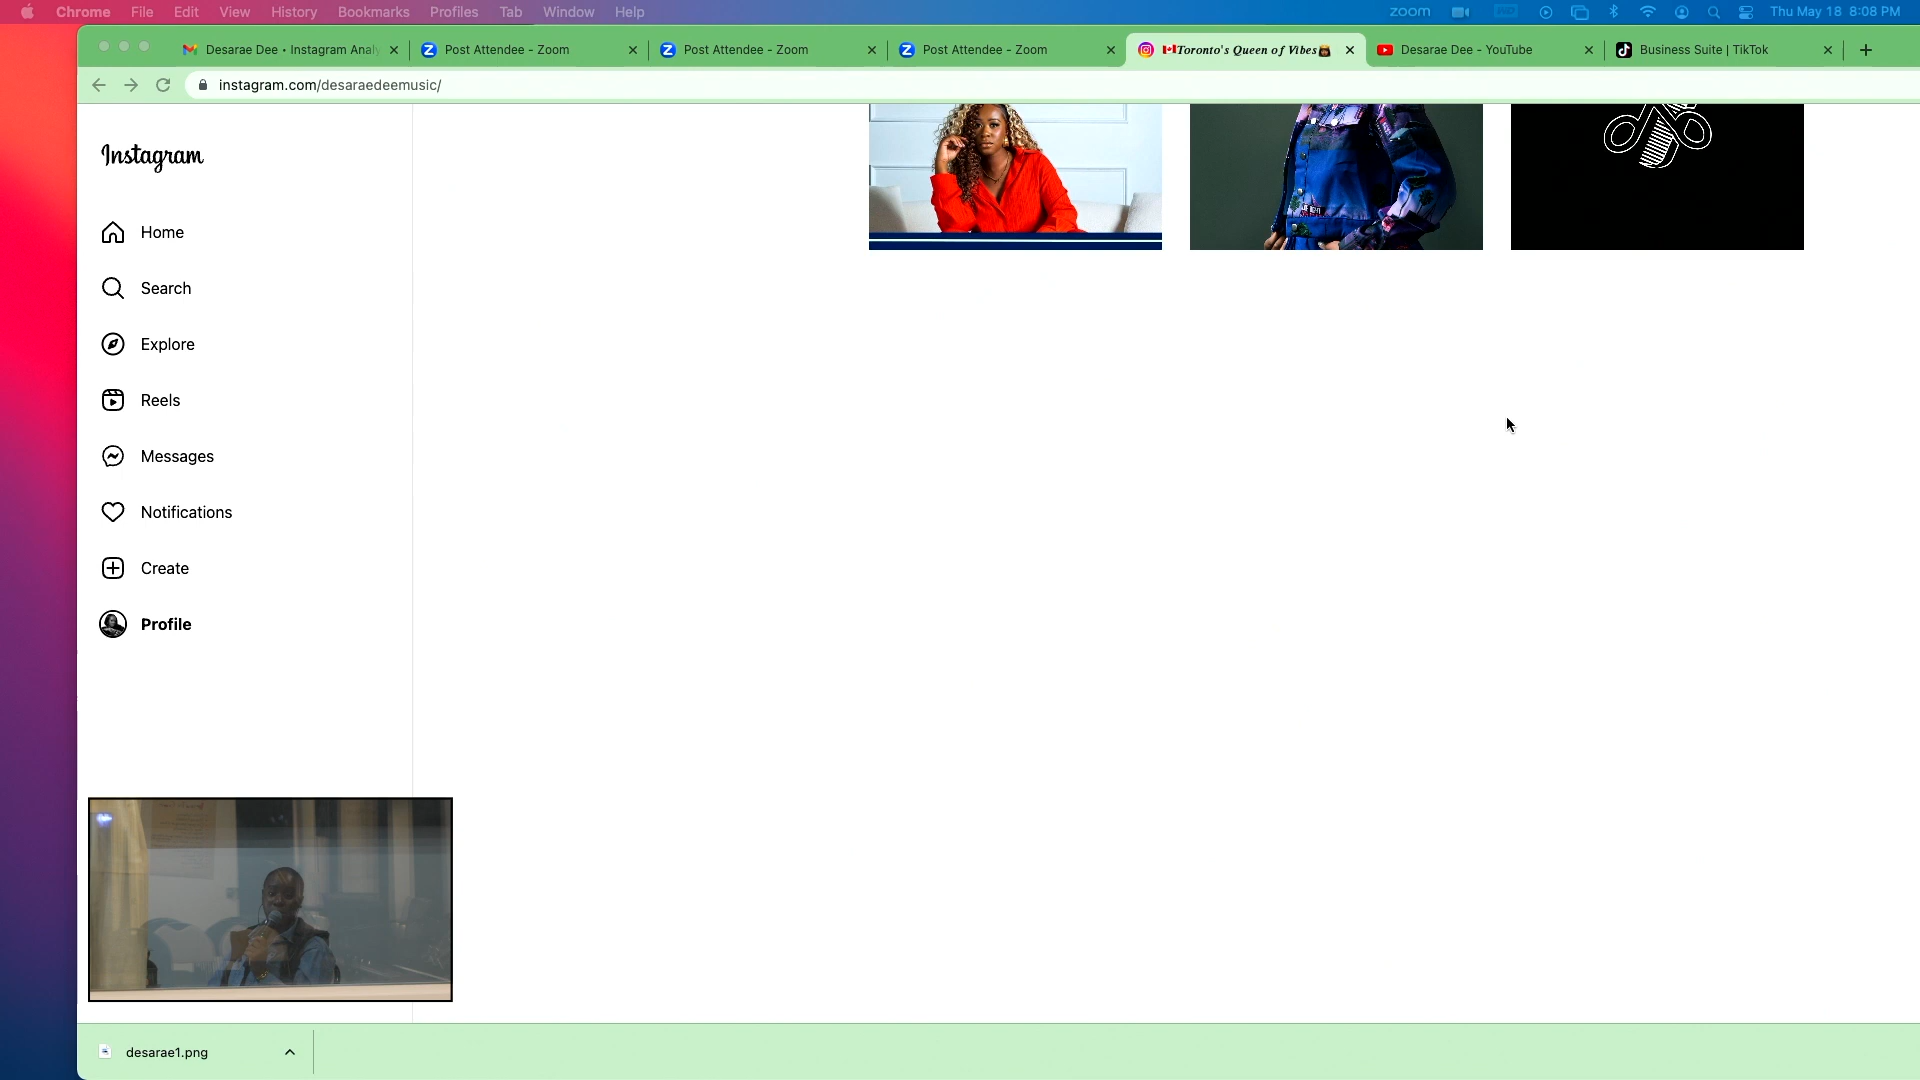 Chrome File Edit View History Bookmarks Profiles Tab Window Help
zoom
Thu May 18 8:08 PM
Desarae Dee • Instagram Analy
Post Attendee - Zoom
Post Attendee - Zoom
Post Attendee - Zoom
Toronto's Queen of Vibes
Desarae Dee - YouTube
Business Suite | TikTok
instagram.com/desaraedeemusic/
Instagram
Home
Search
Explore
Reels
Messages
Notifications
Create
Profile
desarae1.png